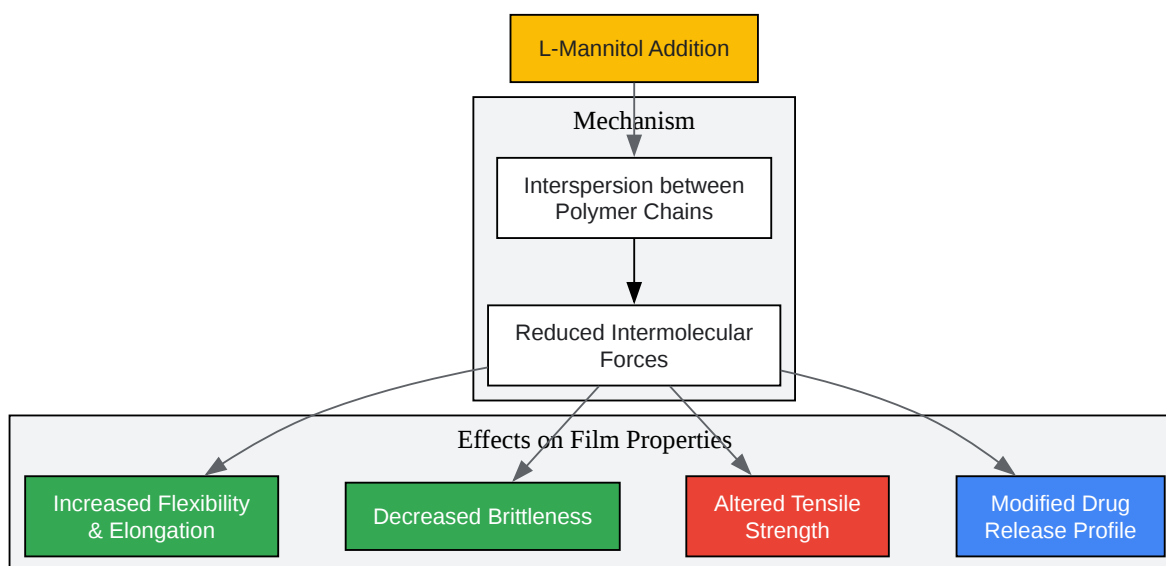 L-Mannitol Addition
Mechanism
Interspersion between
Polymer Chains
Reduced Intermolecular
Forces
Effects on Film Properties
Increased Flexibility
& Elongation
Decreased Brittleness
Altered Tensile
Strength
Modified Drug
Release Profile